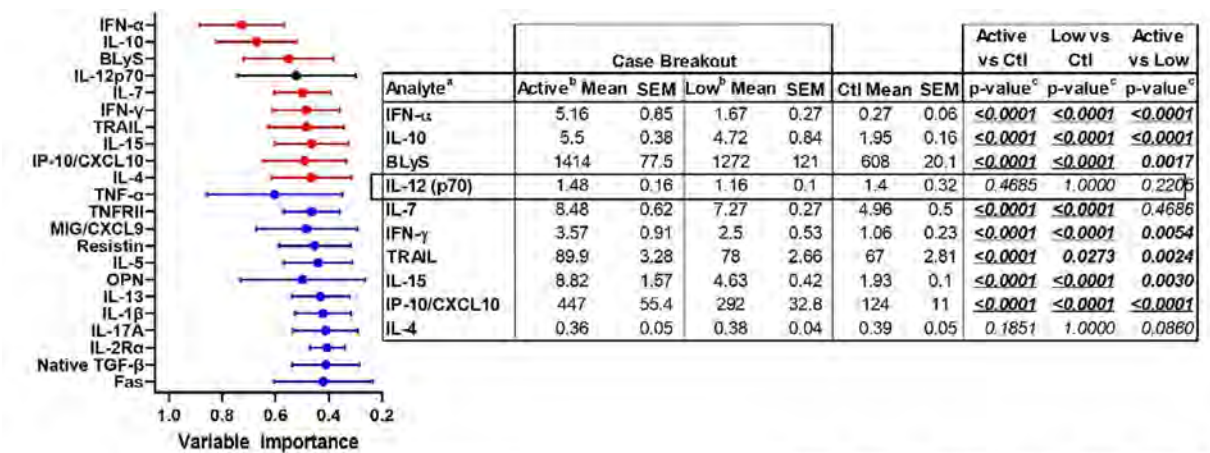 IFN-α
IL-10
BLyS
IL-12p70
IL-7
IFN-γ
TRAIL
IL-15
IP-10/CXCL10
IL-4
TNF-α
TNFRII
MIG/CXCL9
Resistin
IL-5
OPN
IL-13
IL-1β
IL-17A
IL-2Rα
Native TGF-β
Fas
1.0 0.8 0.6 0.4 0.2
Variable Importance
Active Low vs Active
Case Breakout vs Ctl Ctl vs Low
Analyteᵃ Activeᵇ Mean SEM Lowᵇ Mean SEM Ctl Mean SEM p-valueᶜ p-valueᶜ p-valueᶜ
IFN-α 5.16 0.85 1.67 0.27 0.27 0.06 <0.0001 <0.0001 <0.0001
IL-10 5.5 0.38 4.72 0.84 1.95 0.16 <0.0001 <0.0001 <0.0001
BLyS 1414 77.5 1272 121 608 20.1 <0.0001 <0.0001 0.0017
IL-12 (p70) 1.48 0.16 1.16 0.1 1.4 0.32 0.4685 1.0000 0.2205
IL-7 8.48 0.62 7.27 0.27 4.96 0.5 <0.0001 <0.0001 0.4686
IFN-γ 3.57 0.91 2.5 0.53 1.06 0.23 <0.0001 <0.0001 0.0054
TRAIL 89.9 3.28 78 2.66 67 2.81 <0.0001 0.0273 0.0024
IL-15 8.82 1.57 4.63 0.42 1.93 0.1 <0.0001 <0.0001 0.0030
IP-10/CXCL10 447 55.4 292 32.8 124 11 <0.0001 <0.0001 <0.0001
IL-4 0.36 0.05 0.38 0.04 0.39 0.05 0.1851 1.0000 0.0860